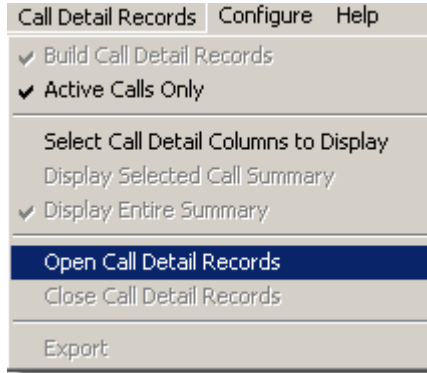 Call Detail Records Configure Help
Build Call Detail Records
Active Calls Only
Select Call Detail Columns to Display
Display Selected Call Summary
Display Entire Summary
Open Call Detail Records
Close Call Detail Records
Export